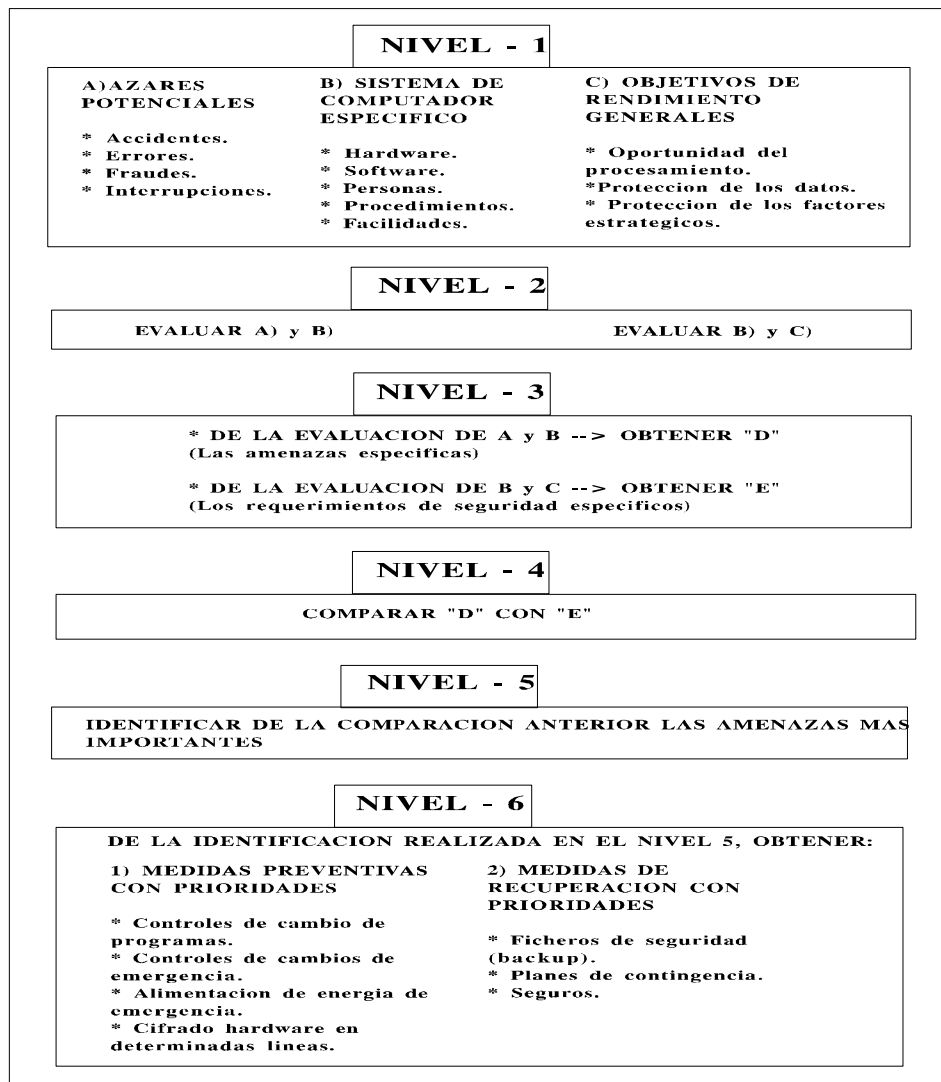 NIVEL - 1
A)AZARES
POTENCIALES
* Accidentes.
* Errores.
* Fraudes.
* Interrupciones.
B) SISTEMA DE
COMPUTADOR
ESPECIFICO
* Hardware.
* Software.
* Personas.
* Procedimientos.
* Facilidades.
C) OBJETIVOS DE
RENDIMIENTO
GENERALES
* Oportunidad del
procesamiento.
*Proteccion de los datos.
* Proteccion de los factores
estrategicos.
NIVEL - 2
EVALUAR A) y B)
EVALUAR B) y C)
NIVEL - 3
* DE LA EVALUACION DE A y B --> OBTENER "D"
(Las amenazas especificas)
* DE LA EVALUACION DE B y C --> OBTENER "E"
(Los requerimientos de seguridad especificos)
NIVEL - 4
COMPARAR "D" CON "E"
NIVEL - 5
IDENTIFICAR DE LA COMPARACION ANTERIOR LAS AMENAZAS MAS
IMPORTANTES
NIVEL - 6
DE LA IDENTIFICACION REALIZADA EN EL NIVEL 5, OBTENER:
1) MEDIDAS PREVENTIVAS
CON PRIORIDADES
* Controles de cambio de
programas.
* Controles de cambios de
emergencia.
* Alimentacion de energia de
emergencia.
* Cifrado hardware en
determinadas lineas.
2) MEDIDAS DE
RECUPERACION CON
PRIORIDADES
* Ficheros de seguridad
(backup).
* Planes de contingencia.
* Seguros.